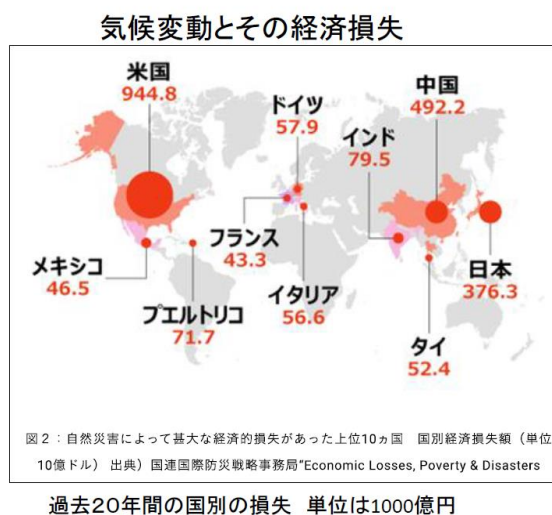 気候変動とその経済損失
米国
944.8
ドイツ
57.9
インド
79.5
中国
492.2
フランス
43.3
メキシコ
46.5
プエルトリコ
71.7
イタリア
56.6
タイ
52.4
日本
376.3
図2：自然災害によって甚大な経済的損失があった上位10ヵ国　国別経済損失額（単位
10億ドル） 出典）国連国際防災戦略事務局"Economic Losses, Poverty & Disasters
過去20年間の国別の損失　単位は1000億円